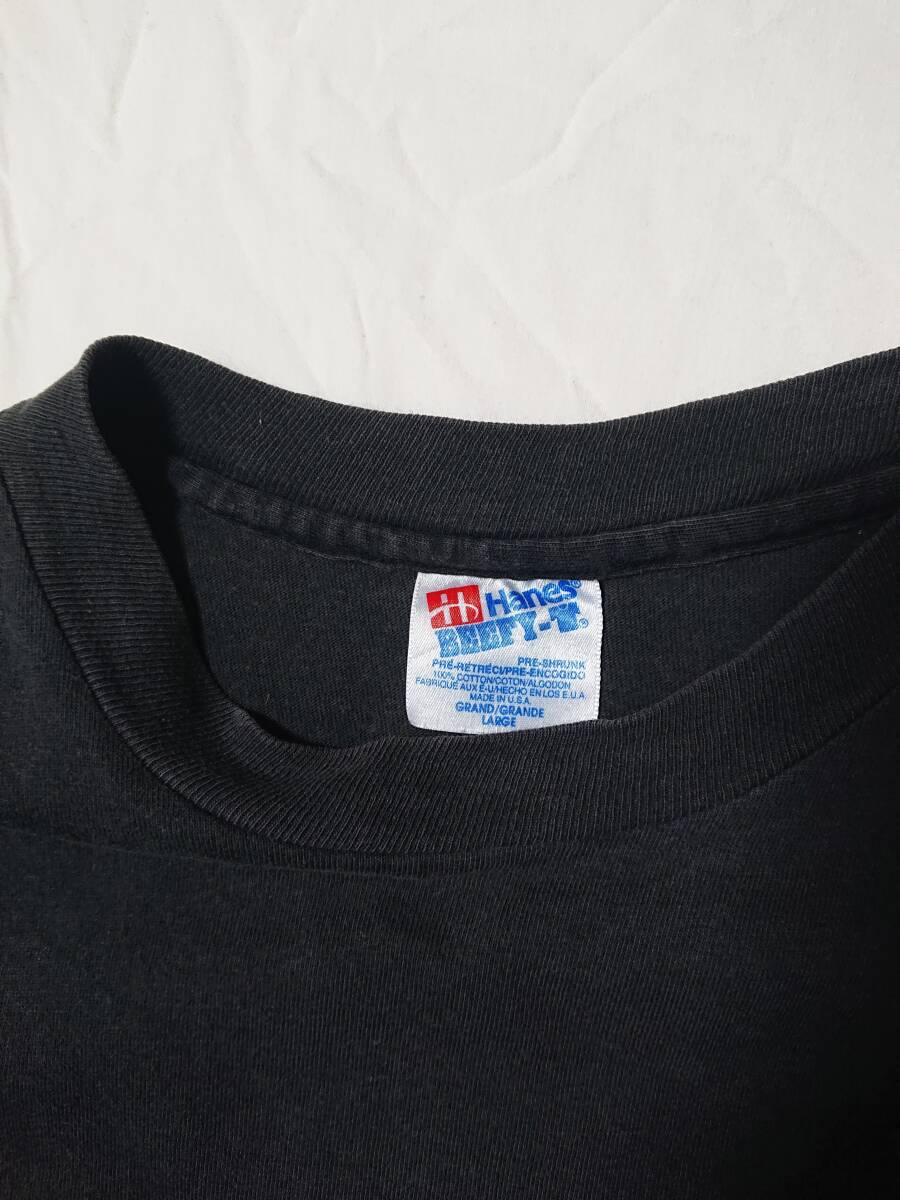 H Hanes®
BEEFY-T®
PRE-SHRUNK
PRÉ-RÉTRÉCI/PRE-ENCOGIDO
100% COTTON/COTON/ALGODON
FABRIQUÉ AUX É-U/HECHO EN LOS E.U.A.
MADE IN U.S.A.
GRAND/GRANDE
LARGE